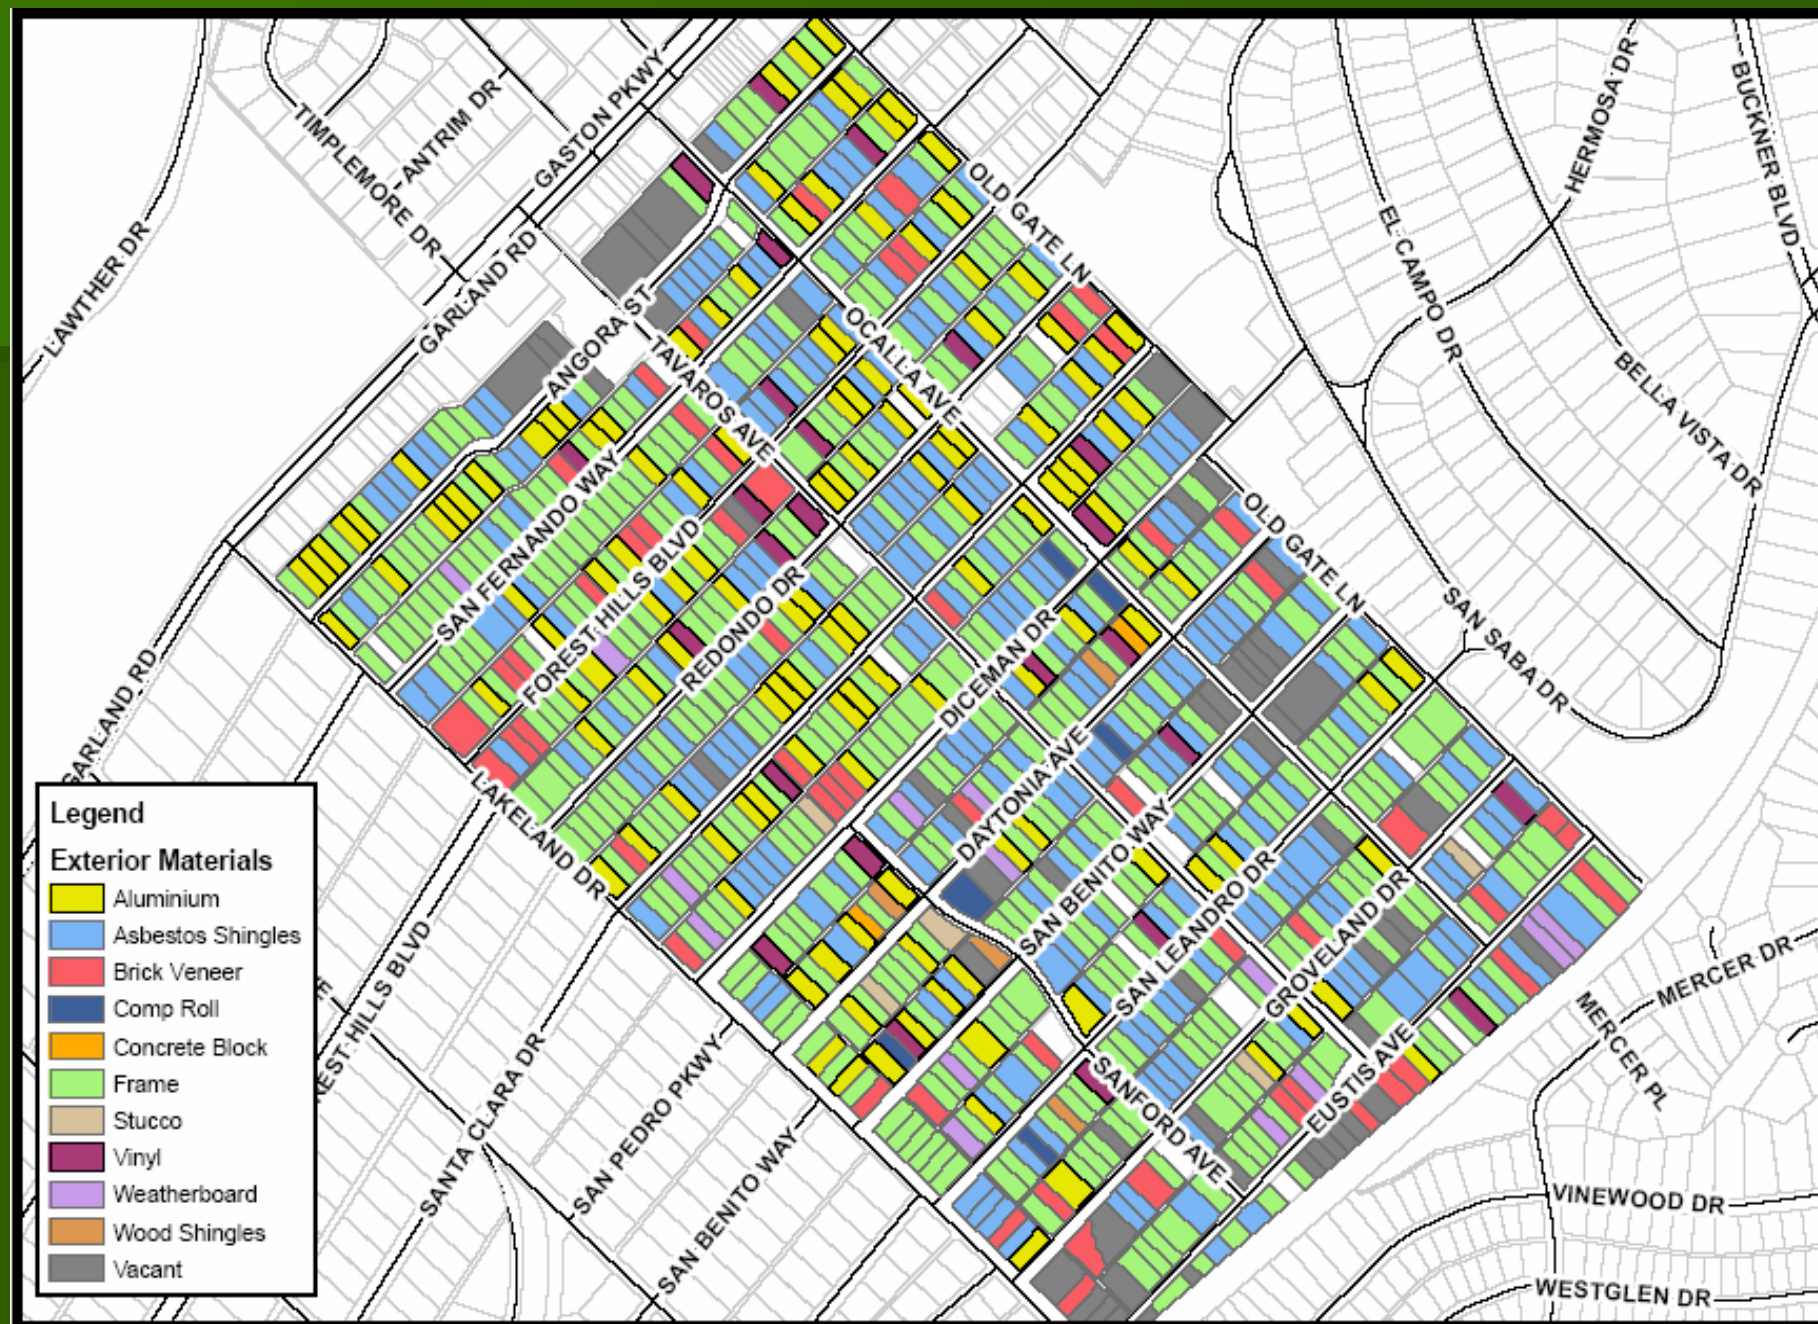 TIMPLEMORE DR
ANTRIM DR
GASTON PKWY
LAWTHER DR
GARLAND RD
OLD GATE LN
HERMOSA DR
BUCKNER BLVD
EL CAMPO DR
BELLA VISTA DR
ANGORA ST
TAVAROS AVE
OCALLA AVE
SAN FERNANDO WAY
FOREST HILLS BLVD
REDONDO DR
OLD GATE LN
SAN SABA DR
DICEMAN DR
GARLAND RD
DAYTONIA AVE
LAKELAND DR
SAN BENITO WAY
SAN LEANDRO DR
GROVELAND DR
MERCER DR
MERCER PL
EUSTIS AVE
SANFORD AVE
EST HILLS BLVD
SANTA CLARA DR
SAN PEDRO PKWY
SAN BENITO WAY
VINEWOOD DR
WESTGLEN DR
Legend
Exterior Materials
Aluminium
Asbestos Shingles
Brick Veneer
Comp Roll
Concrete Block
Frame
Stucco
Vinyl
Weatherboard
Wood Shingles
Vacant